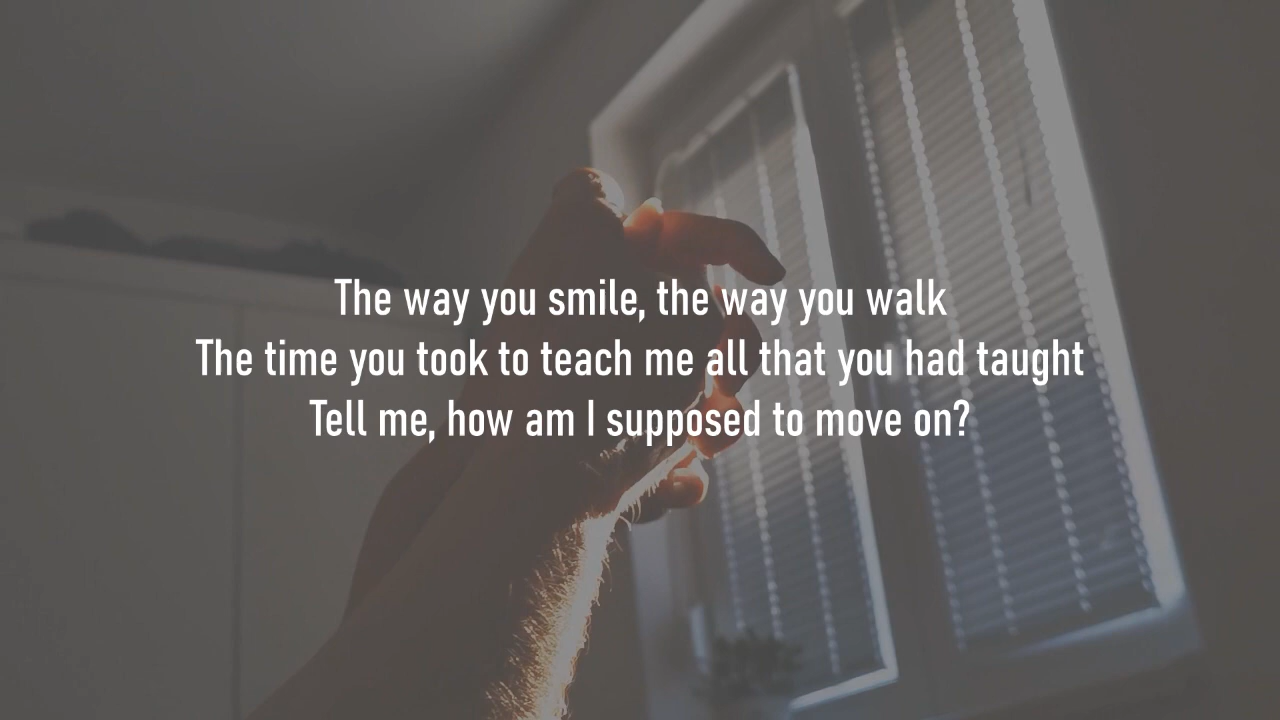 The way you smile, the way you walk
The time you took to teach me all that you had taught
Tell me, how am I supposed to move on?